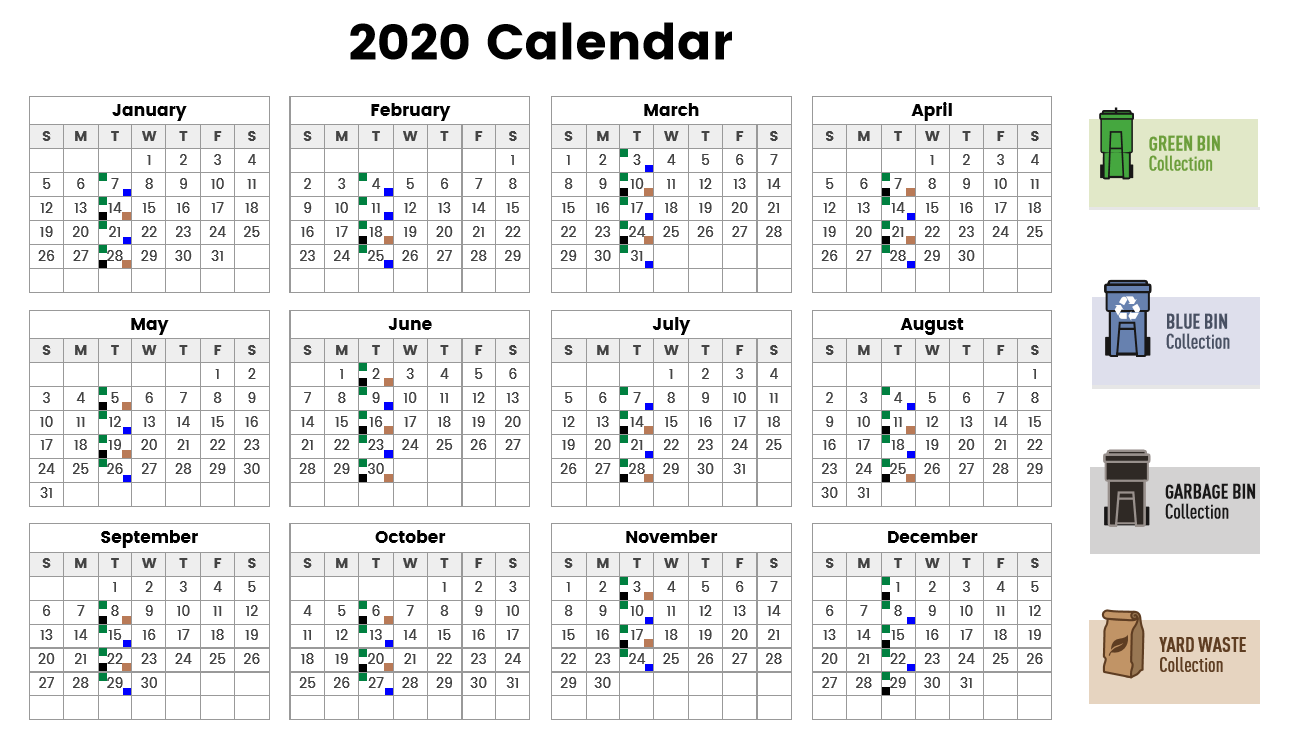 2020 Calendar
January February March April
S M T W T F S S M T W T F S S M T W T F S S M T W T F S
1 2 3 4 1 1 2 3 4 5 6 7 1 2 3 4
5 6 7 8 9 10 11 2 3 4 5 6 7 8 8 9 10 11 12 13 14 5 6 7 8 9 10 11
12 13 14 15 16 17 18 9 10 11 12 13 14 15 15 16 17 18 19 20 21 12 13 14 15 16 17 18
19 20 21 22 23 24 25 16 17 18 19 20 21 22 22 23 24 25 26 27 28 19 20 21 22 23 24 25
26 27 28 29 30 31 23 24 25 26 27 28 29 29 30 31 26 27 28 29 30
May June July August
S M T W T F S S M T W T F S S M T W T F S S M T W T F S
1 2 1 2 3 4 5 6 1 2 3 4 1
3 4 5 6 7 8 9 7 8 9 10 11 12 13 5 6 7 8 9 10 11 2 3 4 5 6 7 8
10 11 12 13 14 15 16 14 15 16 17 18 19 20 12 13 14 15 16 17 18 9 10 11 12 13 14 15
17 18 19 20 21 22 23 21 22 23 24 25 26 27 19 20 21 22 23 24 25 16 17 18 19 20 21 22
24 25 26 27 28 29 30 28 29 30 26 27 28 29 30 31 23 24 25 26 27 28 29
31 30 31
September October November December
S M T W T F S S M T W T F S S M T W T F S S M T W T F S
1 2 3 4 5 1 2 3 1 2 3 4 5 6 7 1 2 3 4 5
6 7 8 9 10 11 12 4 5 6 7 8 9 10 8 9 10 11 12 13 14 6 7 8 9 10 11 12
13 14 15 16 17 18 19 11 12 13 14 15 16 17 15 16 17 18 19 20 21 13 14 15 16 17 18 19
20 21 22 23 24 25 26 18 19 20 21 22 23 24 22 23 24 25 26 27 28 20 21 22 23 24 25 26
27 28 29 30 25 26 27 28 29 30 31 29 30 27 28 29 30 31
GREEN BIN
Collection
BLUE BIN
Collection
GARBAGE BIN
Collection
YARD WASTE
Collection